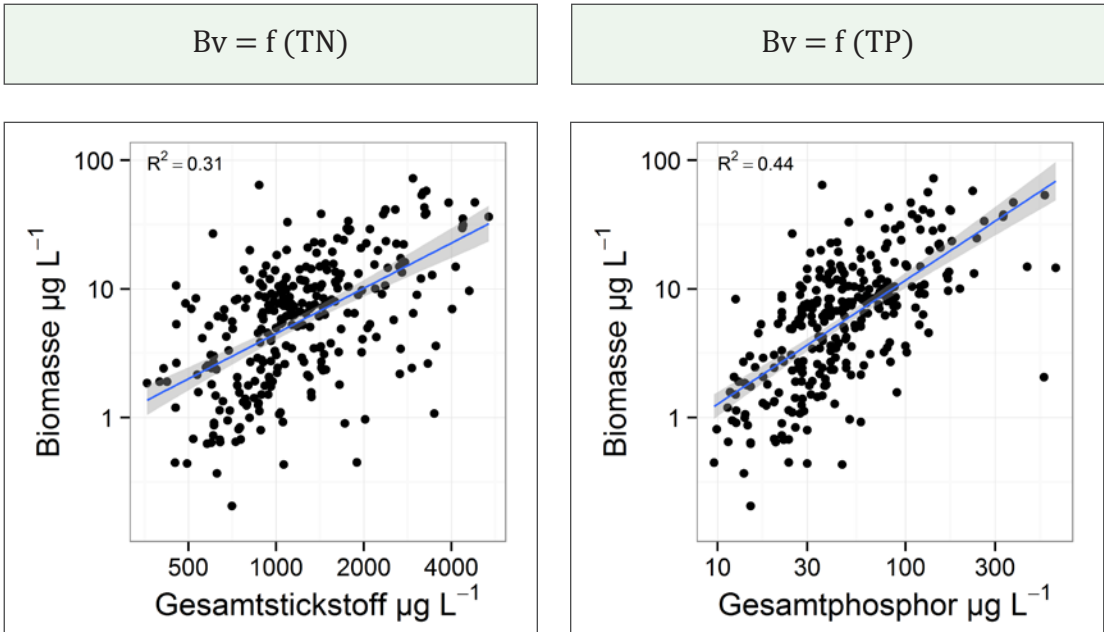 Bv = f (TN)
Bv = f (TP)
R² = 0.31
100
10
1
Biomasse µg L⁻¹
500 1000 2000 4000
Gesamtstickstoff µg L⁻¹
R² = 0.44
100
10
1
Biomasse µg L⁻¹
10 30 100 300
Gesamtphosphor µg L⁻¹